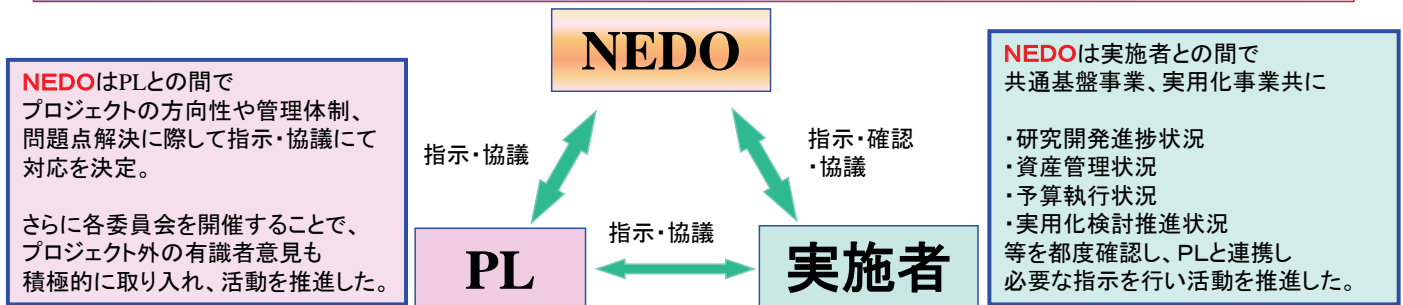 NEDO
NEDOはPLとの間で
プロジェクトの方向性や管理体制、
問題点解決に際して指示・協議にて
対応を決定。
さらに各委員会を開催することで、
プロジェクト外の有識者意見も
積極的に取り入れ、活動を推進した。
指示・協議
指示・確認
・協議
指示・協議
PL
実施者
NEDOは実施者との間で
共通基盤事業、実用化事業共に
・研究開発進捗状況
・資産管理状況
・予算執行状況
・実用化検討推進状況
等を都度確認し、PLと連携し
必要な指示を行い活動を推進した。